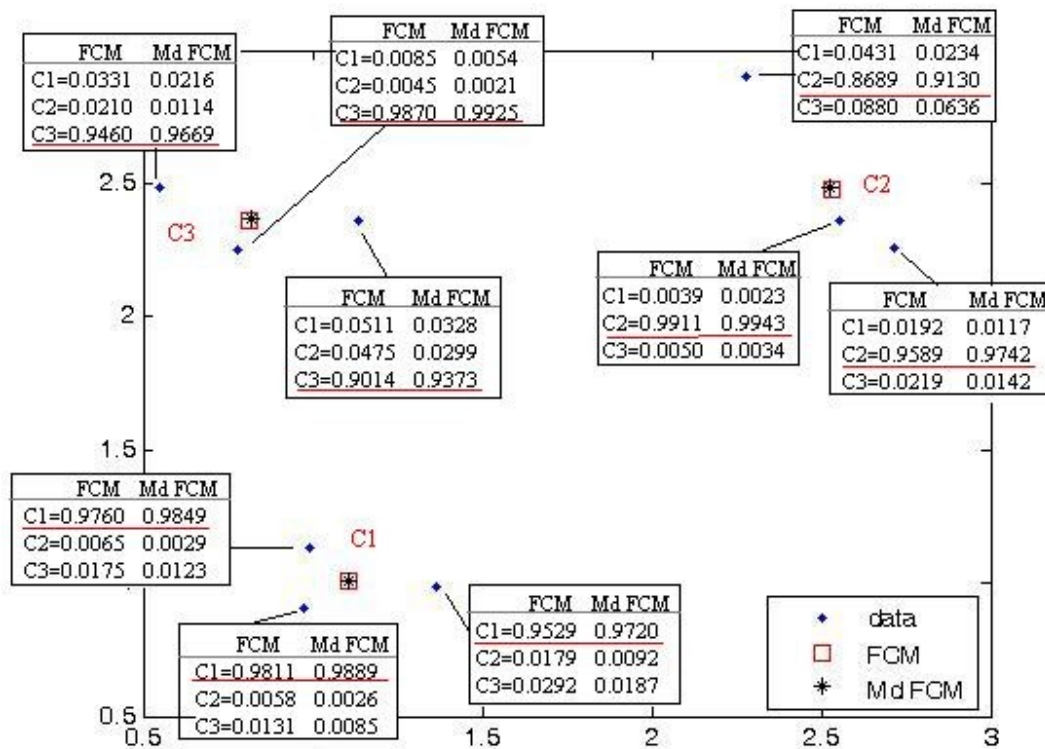 FCM Md FCM
C1=0.0331 0.0216
C2=0.0210 0.0114
C3=0.9460 0.9669
FCM Md FCM
C1=0.0085 0.0054
C2=0.0045 0.0021
C3=0.9870 0.9925
FCM Md FCM
C1=0.0431 0.0234
C2=0.8689 0.9130
C3=0.0880 0.0636
2.5
C3
C2
FCM Md FCM
C1=0.0511 0.0328
C2=0.0475 0.0299
C3=0.9014 0.9373
FCM Md FCM
C1=0.0039 0.0023
C2=0.9911 0.9943
C3=0.0050 0.0034
FCM Md FCM
C1=0.0192 0.0117
C2=0.9589 0.9742
C3=0.0219 0.0142
2
1.5
FCM Md FCM
C1=0.9760 0.9849
C2=0.0065 0.0029
C3=0.0175 0.0123
C1
FCM Md FCM
C1=0.9811 0.9889
C2=0.0058 0.0026
C3=0.0131 0.0085
FCM Md FCM
C1=0.9529 0.9720
C2=0.0179 0.0092
C3=0.0292 0.0187
data
FCM
Md FCM
0.5
0.5 1.5 2 2.5 3